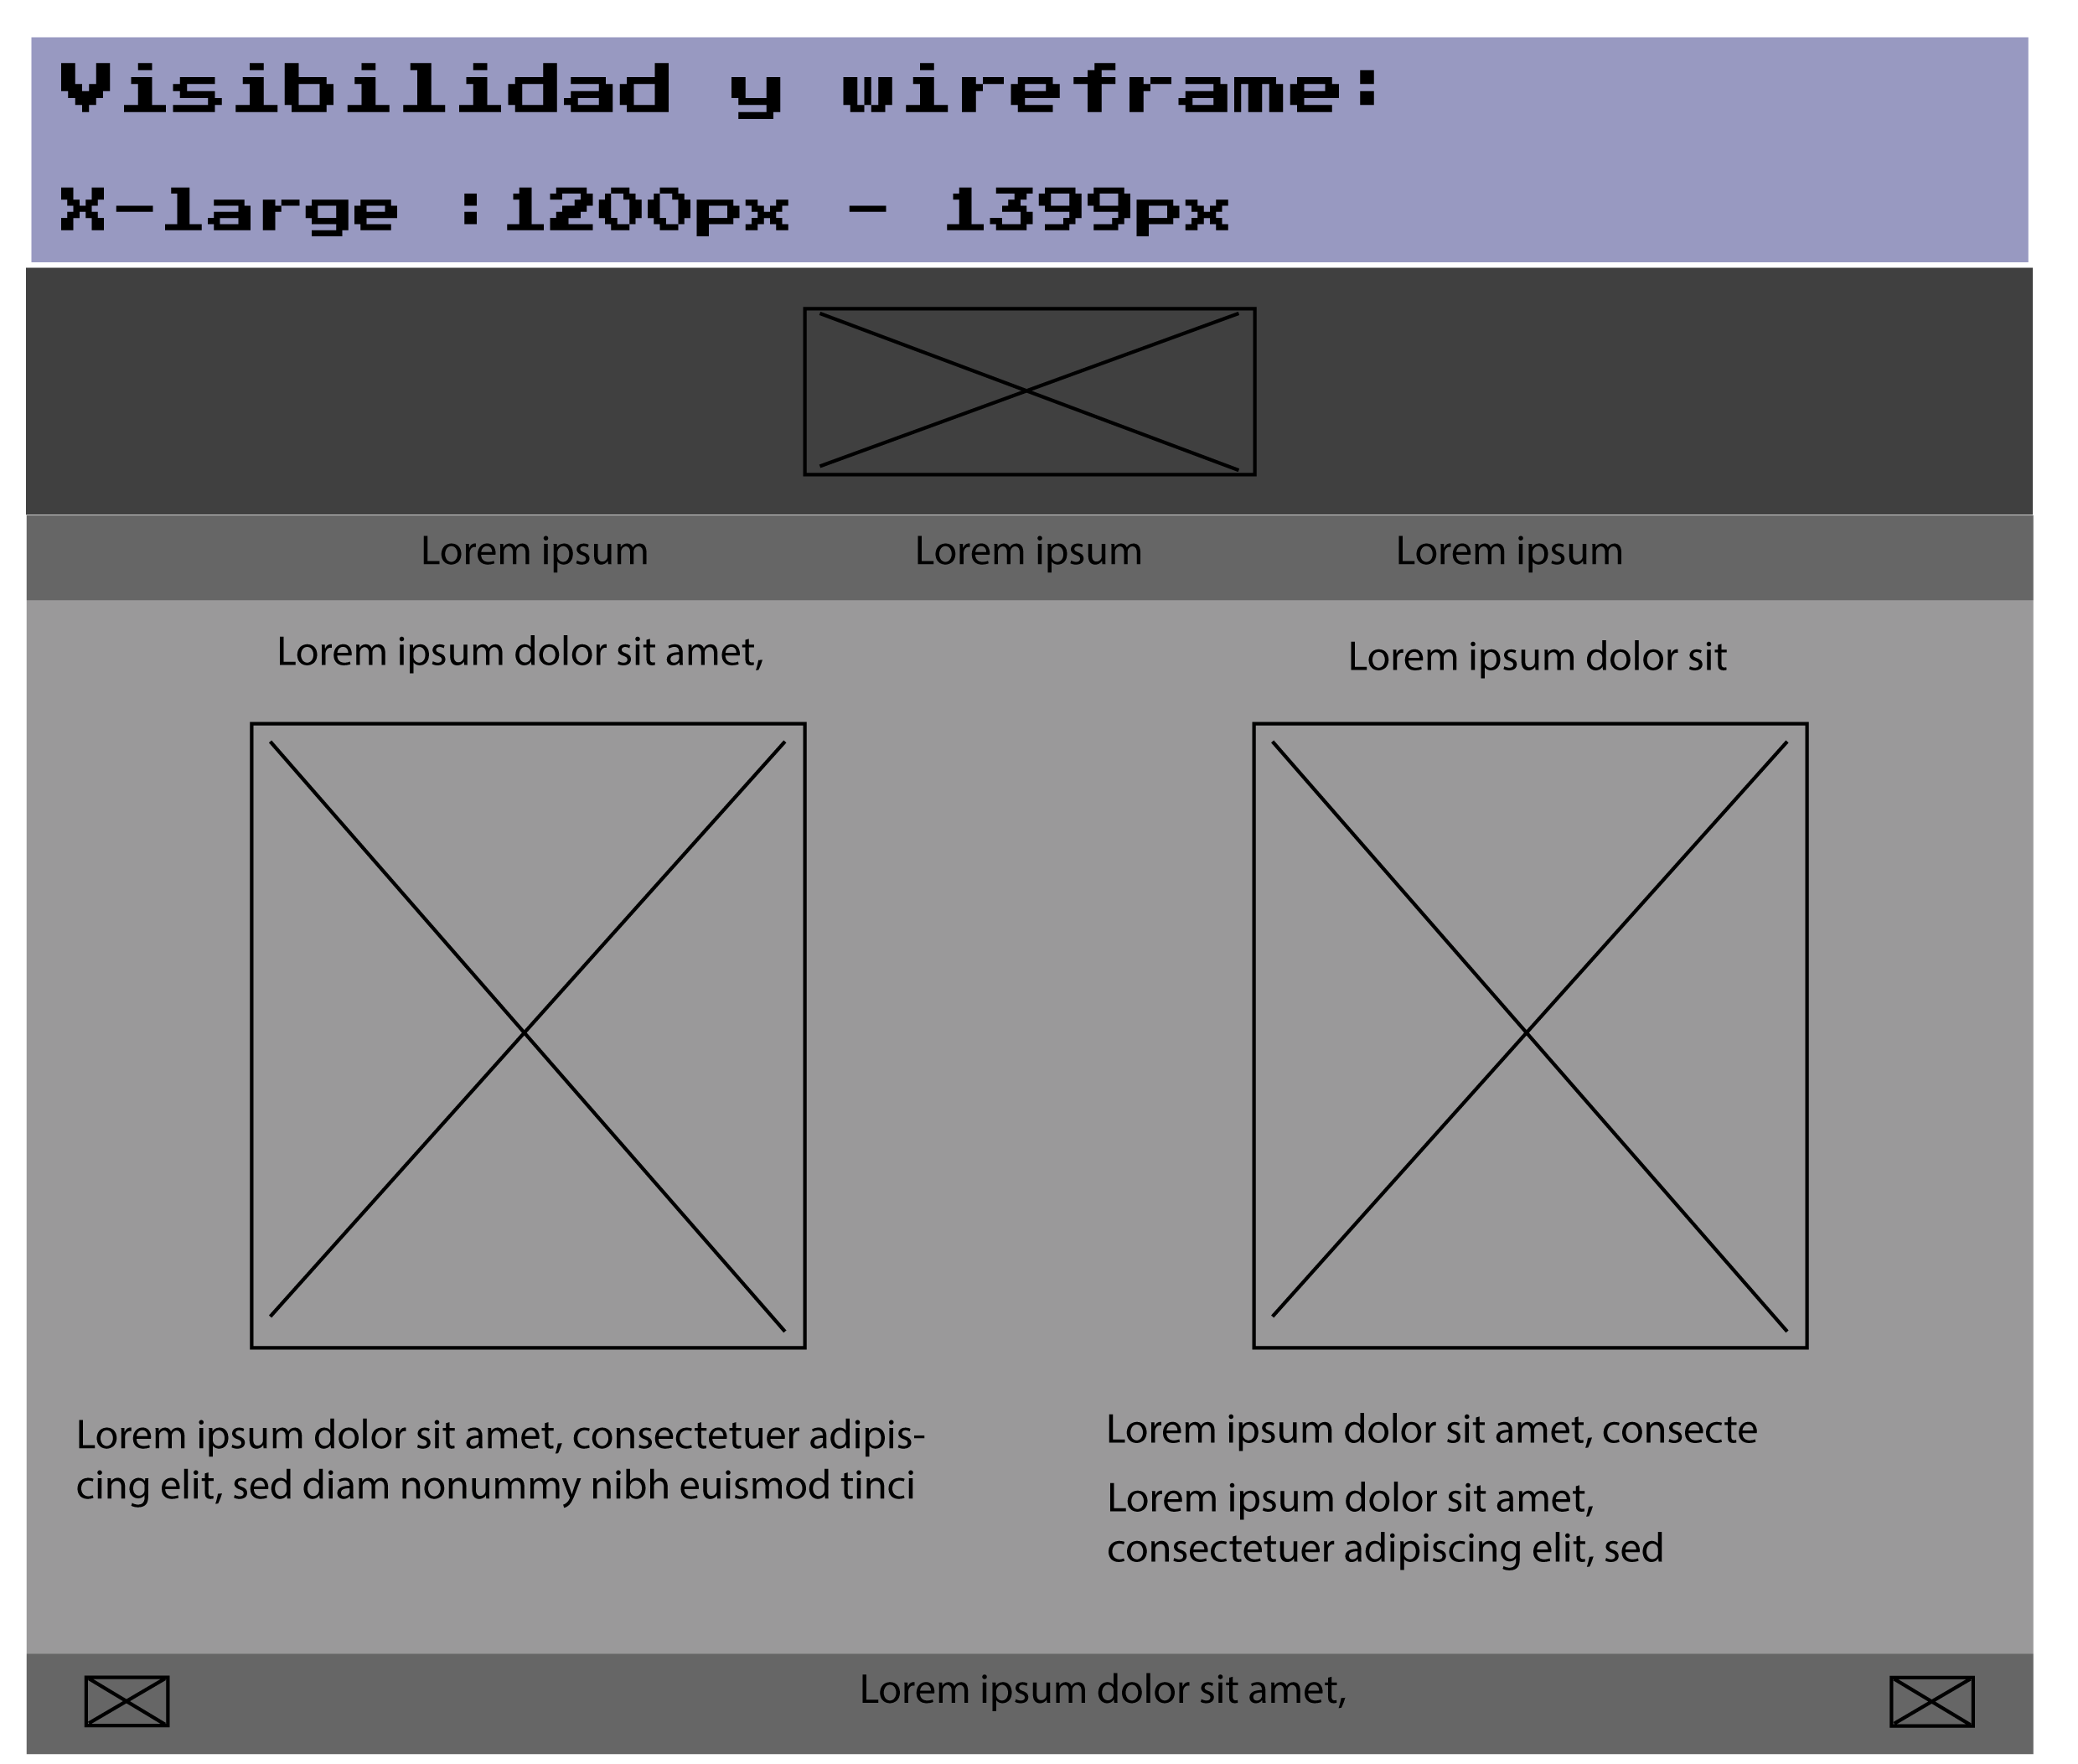 Visibilidad y wireframe:
X-large :1200px - 1399px
Lorem ipsum
Lorem ipsum
Lorem ipsum
Lorem ipsum dolor sit amet,
Lorem ipsum dolor sit
Lorem ipsum dolor sit amet, consectetuer adipis-
cing elit, sed diam nonummy nibh euismod tinci
Lorem ipsum dolor sit amet, consecte
Lorem ipsum dolor sit amet,
consectetuer adipiscing elit, sed
Lorem ipsum dolor sit amet,